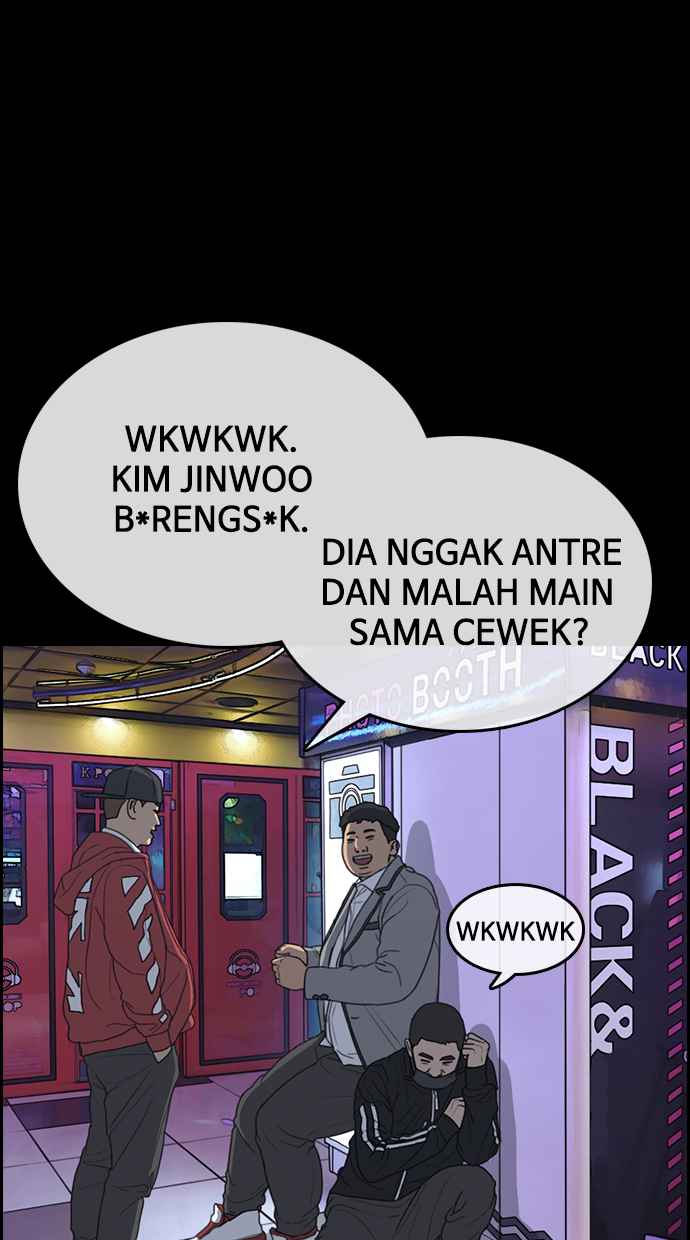 WKWKWK.
KIM JINWOO
B*RENGS*K.
DIA NGGAK ANTRE
DAN MALAH MAIN
SAMA CEWEK?
PHOTO BOOTH
BLACK
BLACK&
WKWKWK